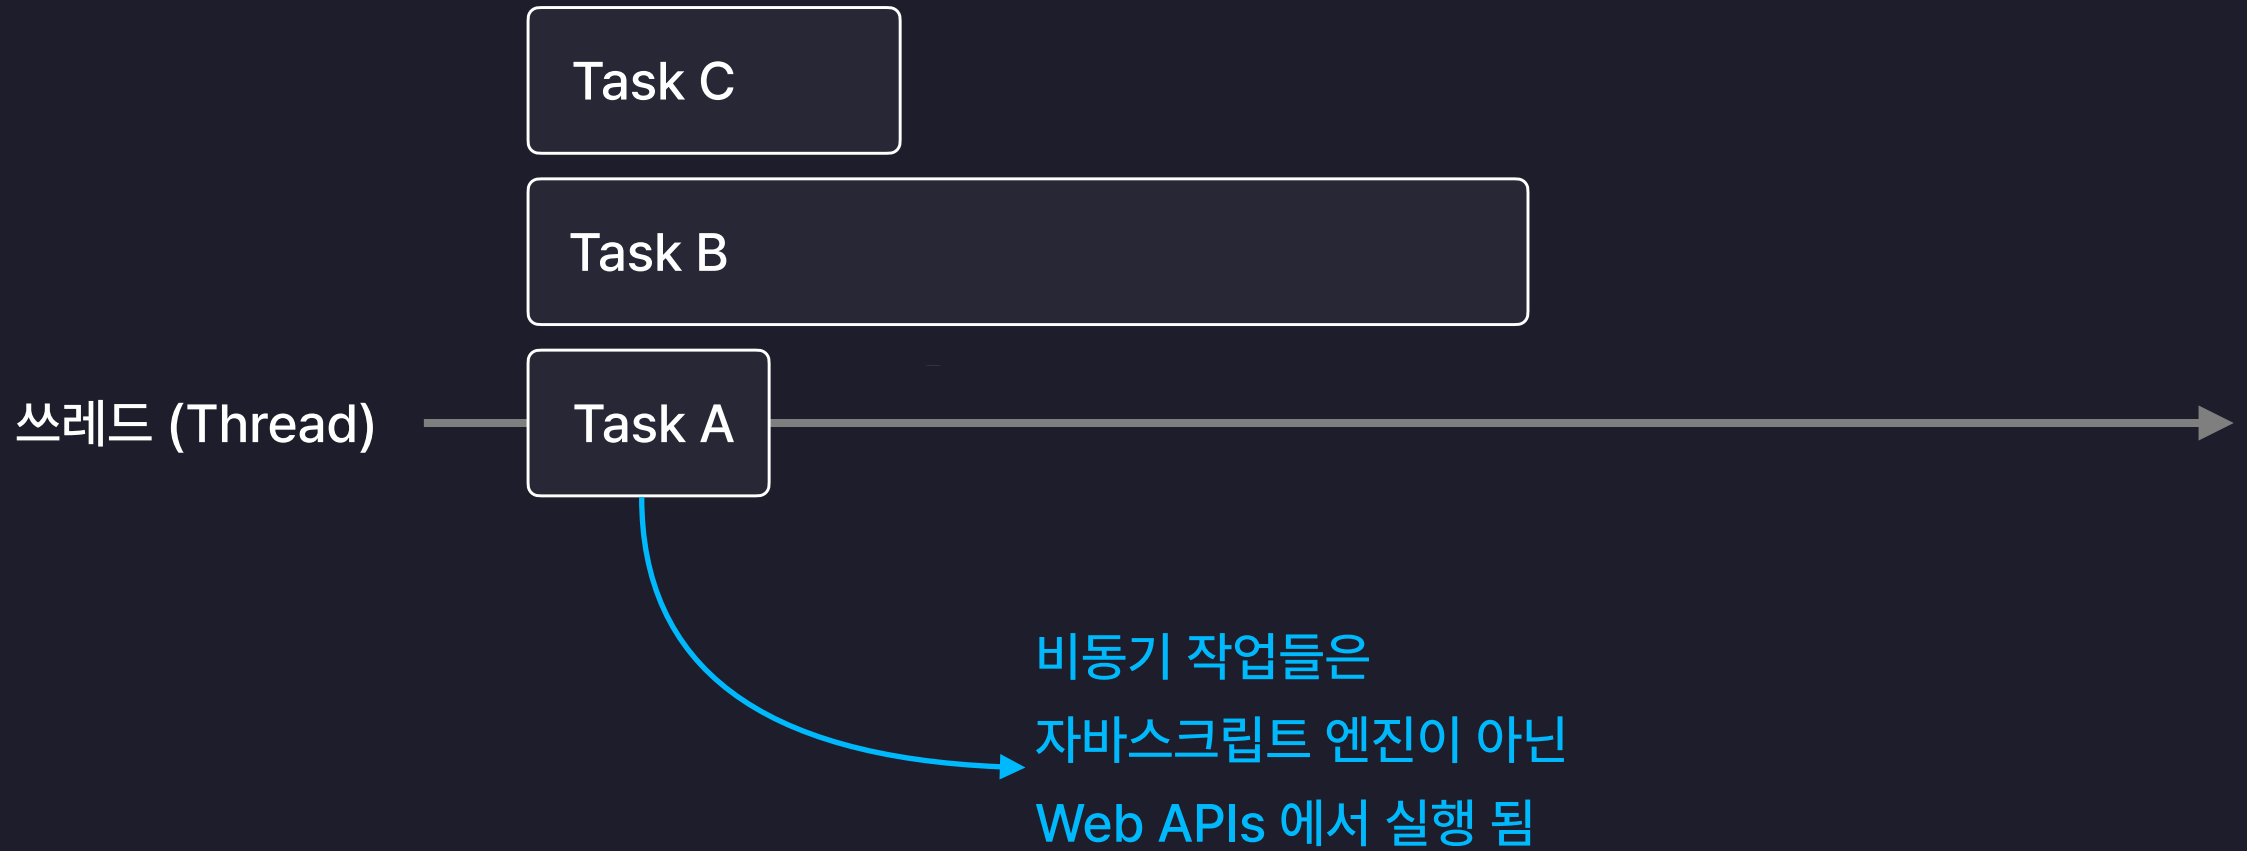 Task C
Task B
쓰레드 (Thread)
Task A
비동기 작업들은
자바스크립트 엔진이 아닌
Web APIs 에서 실행 됨